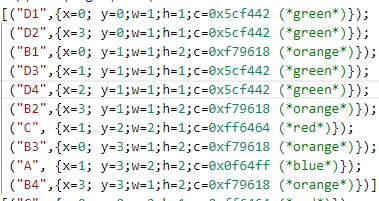 [("D1",{x=0; y=0;w=1;h=1;c=0x5cf442 (*green*)});
("D2",{x=3; y=0;w=1;h=1;c=0x5cf442 (*green*)});
("B1",{x=0; y=1;w=1;h=2;c=0xf79618 (*orange*)});
("D3",{x=1; y=1;w=1;h=1;c=0x5cf442 (*green*)});
("D4",{x=2; y=1;w=1;h=1;c=0x5cf442 (*green*)});
("B2",{x=3; y=1;w=1;h=2;c=0xf79618 (*orange*)});
("C", {x=1; y=2;w=2;h=1;c=0xff6464 (*red*)});
("B3",{x=0; y=3;w=1;h=2;c=0xf79618 (*orange*)});
("A", {x=1; y=3;w=2;h=2;c=0x0f64ff (*blue*)});
("B4",{x=3; y=3;w=1;h=2;c=0xf79618 (*orange*)})]